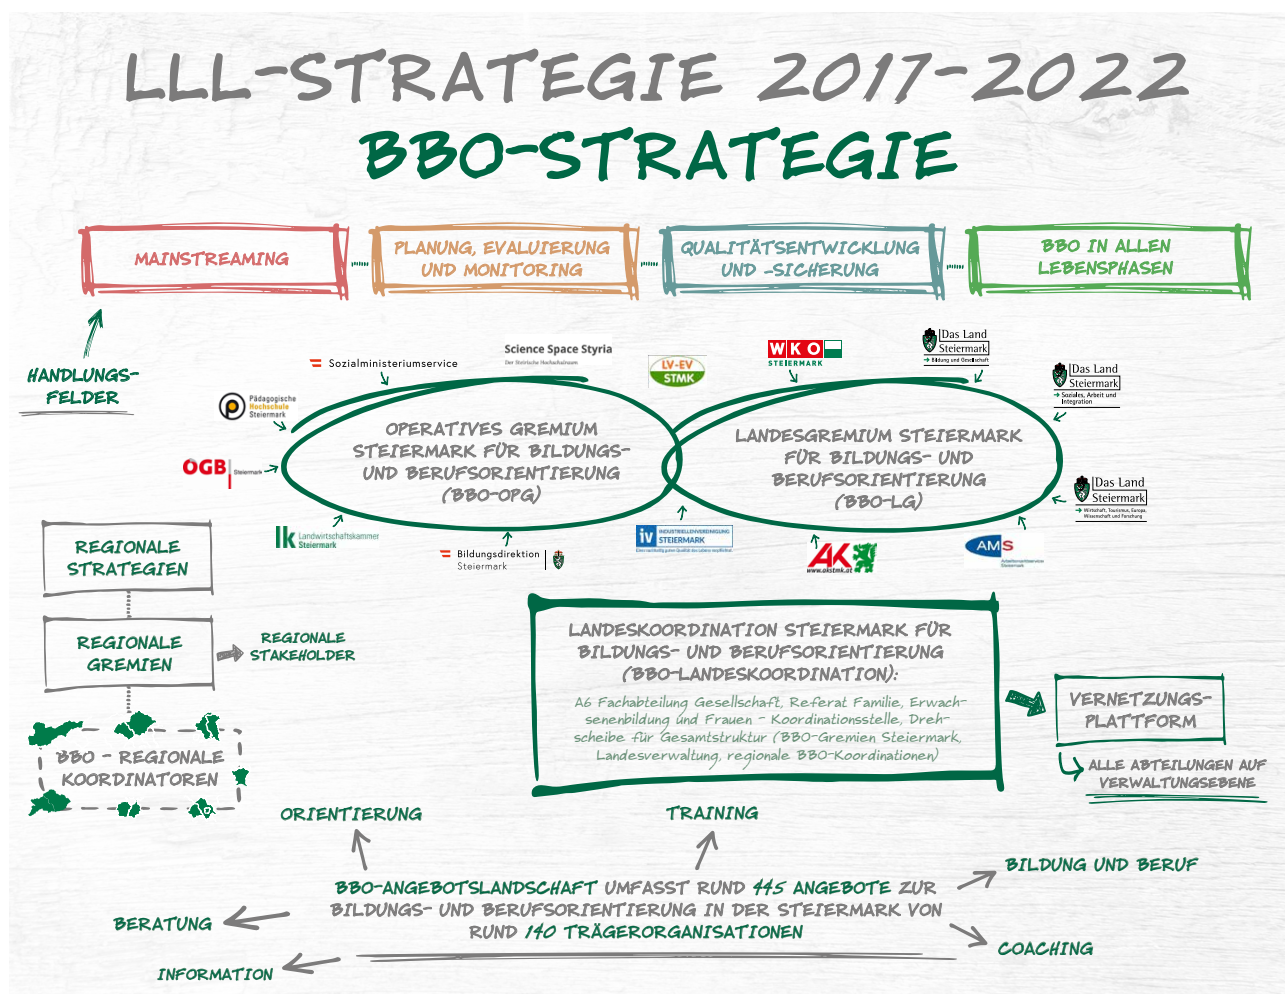 LLL-STRATEGIE 2017-2022
BBO-STRATEGIE
MAINSTREAMING
PLANUNG, EVALUIERUNG
UND MONITORING
QUALITÄTSENTWICKLUNG
UND -SICHERUNG
BBO IN ALLEN
LEBENSPHASEN
HANDLUNGS-
FELDER
Sozialministeriumservice
Science Space Styria
Der Steirische Hochschulraum
LV-EV
STMK
WKO
STEIERMARK
Das Land
Steiermark
→ Bildung und Gesellschaft
Das Land
Steiermark
→ Soziales, Arbeit und
Integration
Pädagogische
Hochschule
Steiermark
ÖGB
Steiermark
OPERATIVES GREMIUM
STEIERMARK FÜR BILDUNGS-
UND BERUFSORIENTIERUNG
(BBO-OPG)
LANDESGREMIUM STEIERMARK
FÜR BILDUNGS- UND
BERUFSORIENTIERUNG
(BBO-LG)
Das Land
Steiermark
→ Wirtschaft, Tourismus, Europa,
Wissenschaft und Forschung
lk
Landwirtschaftskammer
Steiermark
Bildungsdirektion
Steiermark
iv
INDUSTRIELLENVEREINIGUNG
STEIERMARK
AK
www.akstmk.at
AMS
Arbeitsmarktservice
Steiermark
REGIONALE
STRATEGIEN
REGIONALE
GREMIEN
REGIONALE
STAKEHOLDER
BBO - REGIONALE
KOORDINATOREN
LANDESKOORDINATION STEIERMARK FÜR
BILDUNGS- UND BERUFSORIENTIERUNG
(BBO-LANDESKOORDINATION):
A6 Fachabteilung Gesellschaft, Referat Familie, Erwach-
senenbildung und Frauen - Koordinationsstelle, Dreh-
scheibe für Gesamtstruktur (BBO-Gremien Steiermark,
Landesverwaltung, regionale BBO-Koordinationen)
VERNETZUNGS-
PLATTFORM
ALLE ABTEILUNGEN AUF
VERWALTUNGSEBENE
ORIENTIERUNG
TRAINING
BILDUNG UND BERUF
BBO-ANGEBOTSLANDSCHAFT UMFASST RUND 445 ANGEBOTE ZUR
BILDUNGS- UND BERUFSORIENTIERUNG IN DER STEIERMARK VON
RUND 140 TRÄGERORGANISATIONEN
BERATUNG
COACHING
INFORMATION